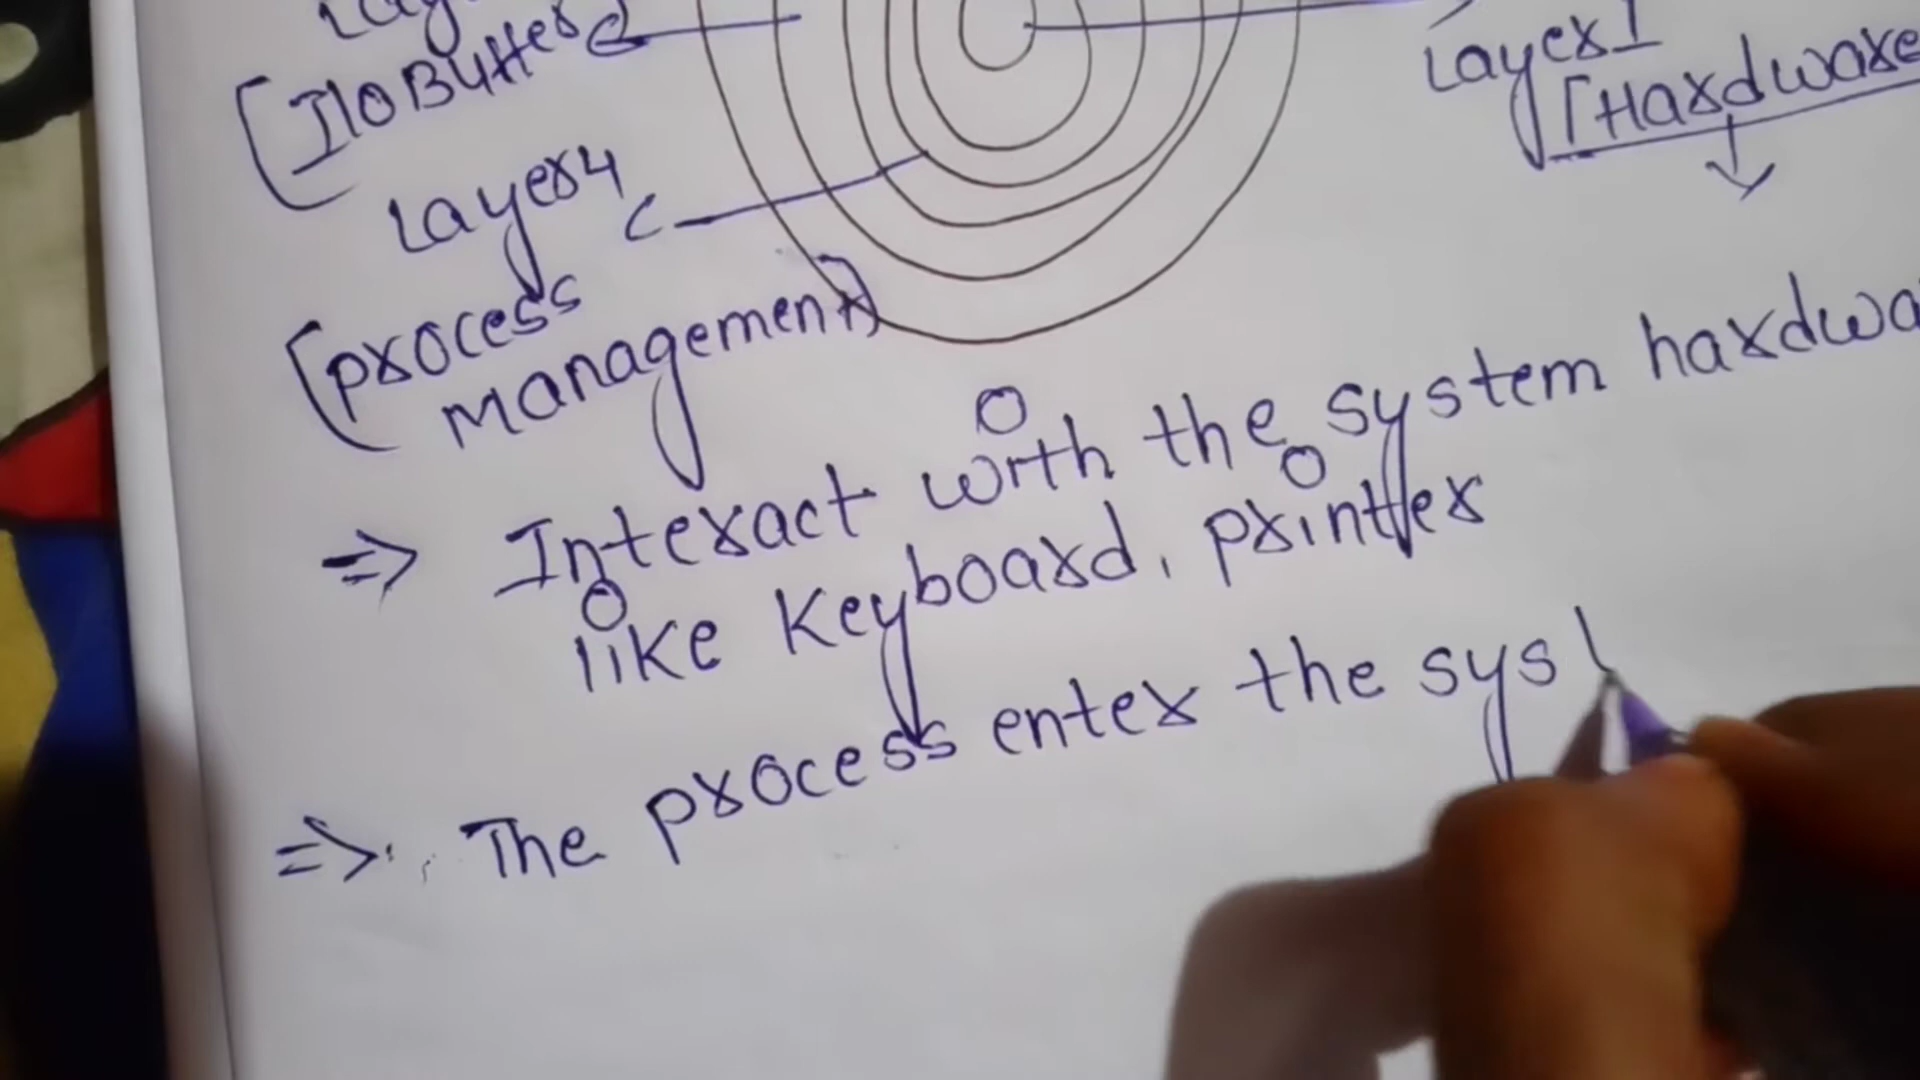 [I/O Buffer
Layer 4
[process
Management]
Layer 1
[Hardware
=> Interact with the system hardwa
like Keyboard, printer
=> The process enter the sys